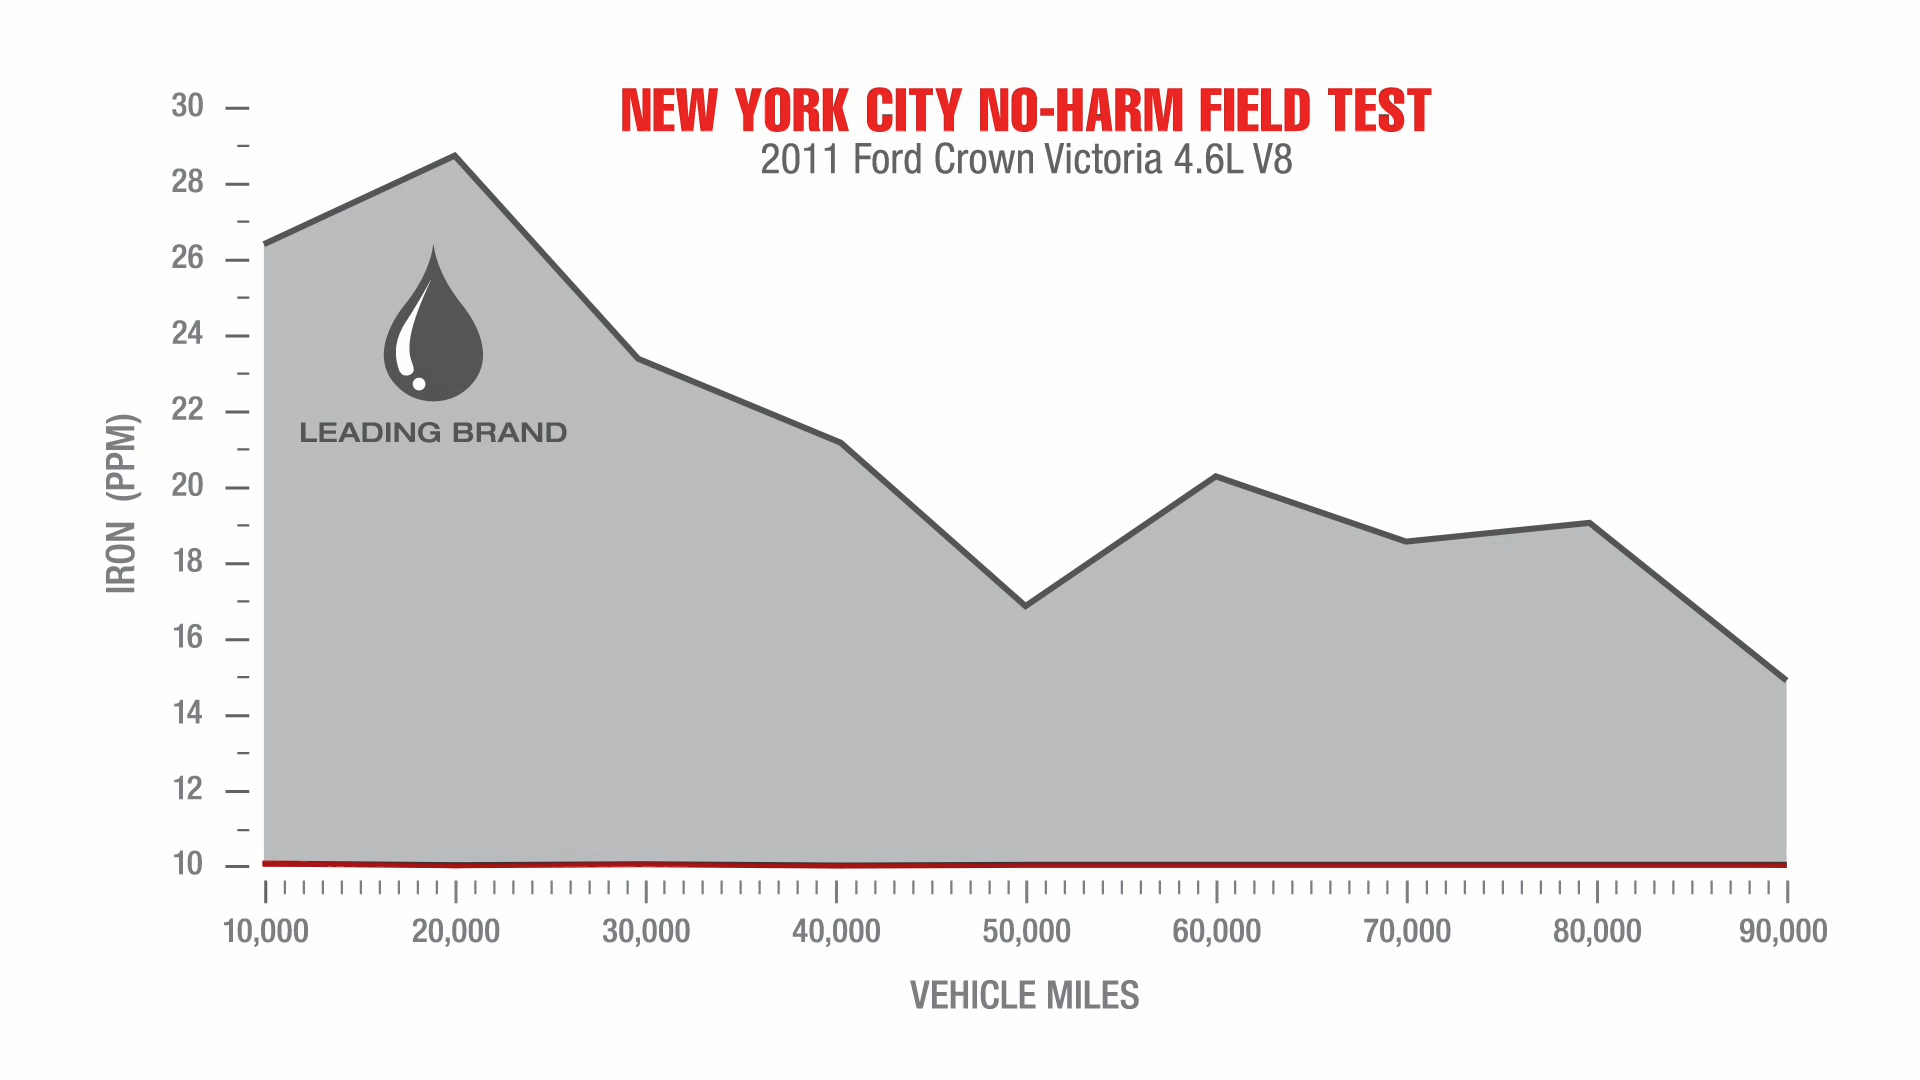 NEW YORK CITY NO-HARM FIELD TEST
2011 Ford Crown Victoria 4.6L V8
30
28
26
24
22
20
18
16
14
12
10
IRON (PPM)
LEADING BRAND
10,000 20,000 30,000 40,000 50,000 60,000 70,000 80,000 90,000
VEHICLE MILES